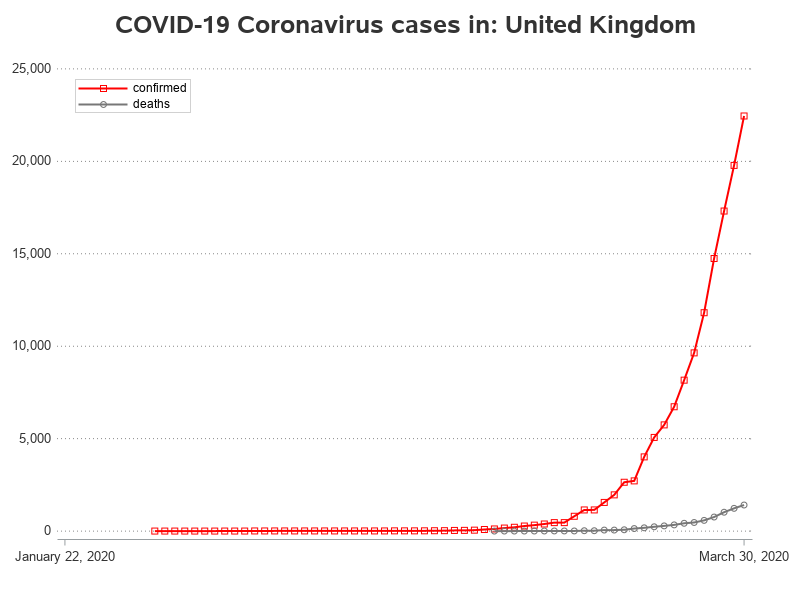 COVID-19 Coronavirus cases in: United Kingdom
25,000
confirmed
deaths
20,000
15,000
10,000
5,000
0
January 22, 2020
March 30, 2020